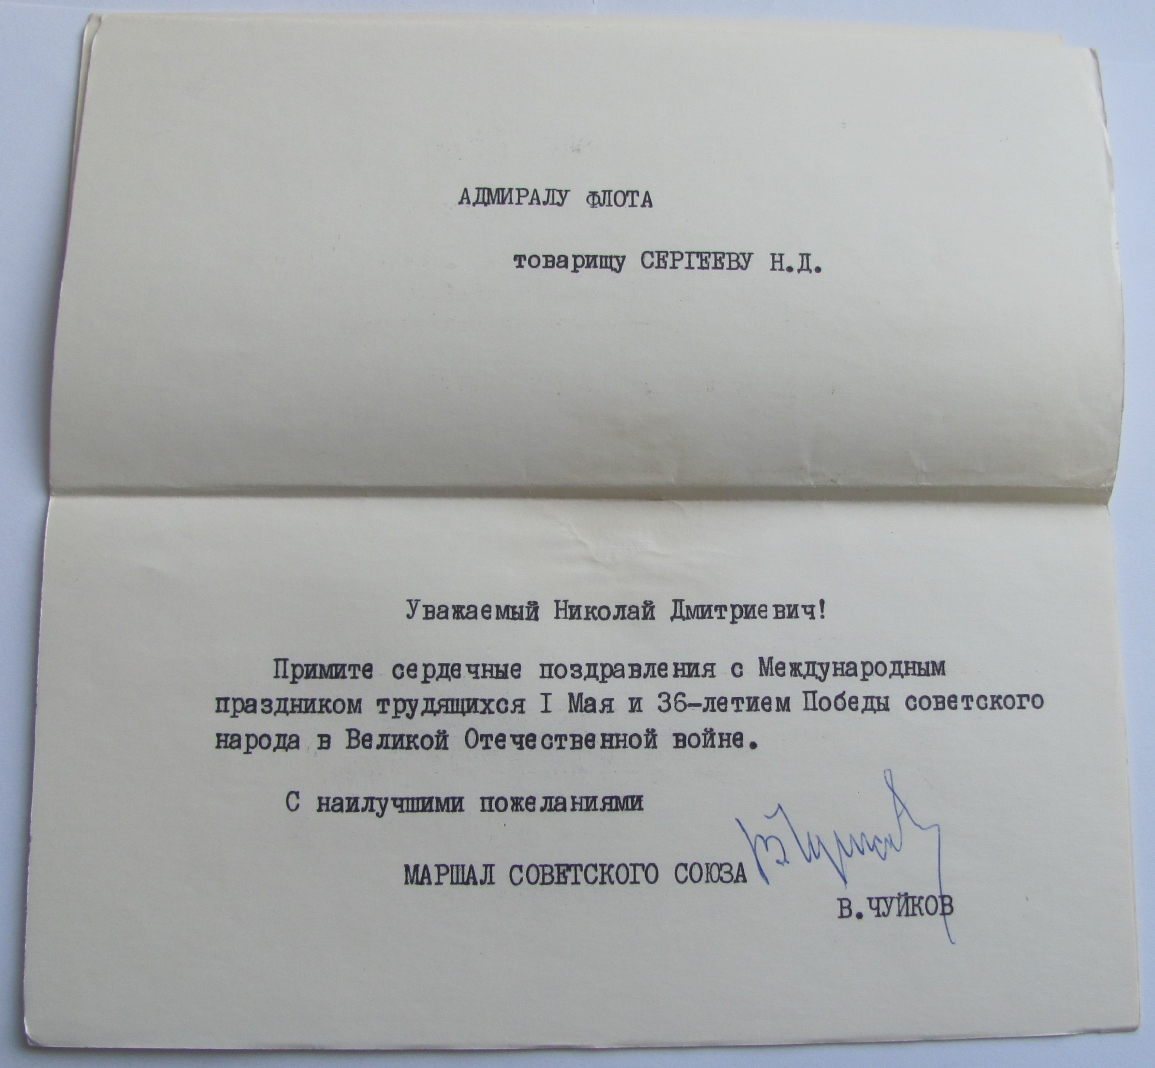 АДМИРАЛУ ФЛОТА
товарищу СЕРГЕЕВУ Н.Д.
Уважаемый Николай Дмитриевич!
Примите сердечные поздравления с Международным
праздником трудящихся I Мая и 36-летием Победы советского
народа в Великой Отечественной войне.
С наилучшими пожеланиями
МАРШАЛ СОВЕТСКОГО СОЮЗА
В.Чуйков
В.ЧУЙКОВ